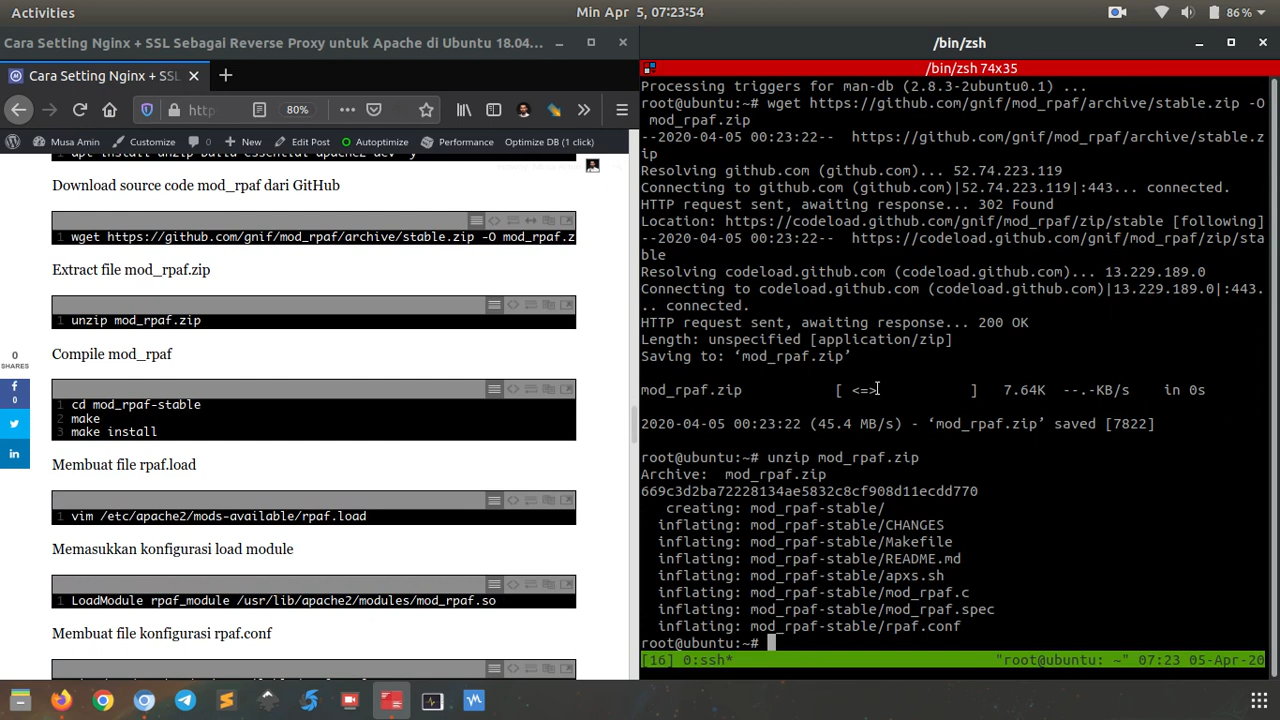 Activities
Min Apr 5, 07:23:54
86 %
Cara Setting Nginx + SSL Sebagai Reverse Proxy untuk Apache di Ubuntu 18.04...
Cara Setting Nginx + SSL
http
80%
Musa Amin
Customize
0
New
Edit Post
Optimize
Performance
Optimize DB (1 click)
Download source code mod_rpaf dari GitHub
1 wget https://github.com/gnif/mod_rpaf/archive/stable.zip -O mod_rpaf.z
Extract file mod_rpaf.zip
1 unzip mod_rpaf.zip
Compile mod_rpaf
1 cd mod_rpaf-stable
2 make
3 make install
0
SHARES
0
Membuat file rpaf.load
1 vim /etc/apache2/mods-available/rpaf.load
Memasukkan konfigurasi load module
1 LoadModule rpaf_module /usr/lib/apache2/modules/mod_rpaf.so
Membuat file konfigurasi rpaf.conf
/bin/zsh
/bin/zsh 74x35
Processing triggers for man-db (2.8.3-2ubuntu0.1) ...
root@ubuntu:~# wget https://github.com/gnif/mod_rpaf/archive/stable.zip -O
mod_rpaf.zip
--2020-04-05 00:23:22-- https://github.com/gnif/mod_rpaf/archive/stable.z
ip
Resolving github.com (github.com)... 52.74.223.119
Connecting to github.com (github.com)|52.74.223.119|:443... connected.
HTTP request sent, awaiting response... 302 Found
Location: https://codeload.github.com/gnif/mod_rpaf/zip/stable [following]
--2020-04-05 00:23:22-- https://codeload.github.com/gnif/mod_rpaf/zip/sta
ble
Resolving codeload.github.com (codeload.github.com)... 13.229.189.0
Connecting to codeload.github.com (codeload.github.com)|13.229.189.0|:443.
.. connected.
HTTP request sent, awaiting response... 200 OK
Length: unspecified [application/zip]
Saving to: ‘mod_rpaf.zip’
mod_rpaf.zip [ <=> ] 7.64K --.-KB/s in 0s
2020-04-05 00:23:22 (45.4 MB/s) - ‘mod_rpaf.zip’ saved [7822]
root@ubuntu:~# unzip mod_rpaf.zip
Archive: mod_rpaf.zip
669c3d2ba72228134ae5832c8cf908d11ecdd770
creating: mod_rpaf-stable/
inflating: mod_rpaf-stable/CHANGES
inflating: mod_rpaf-stable/Makefile
inflating: mod_rpaf-stable/README.md
inflating: mod_rpaf-stable/apxs.sh
inflating: mod_rpaf-stable/mod_rpaf.c
inflating: mod_rpaf-stable/mod_rpaf.spec
inflating: mod_rpaf-stable/rpaf.conf
root@ubuntu:~#
[16] 0:ssh* "root@ubuntu: ~" 07:23 05-Apr-20